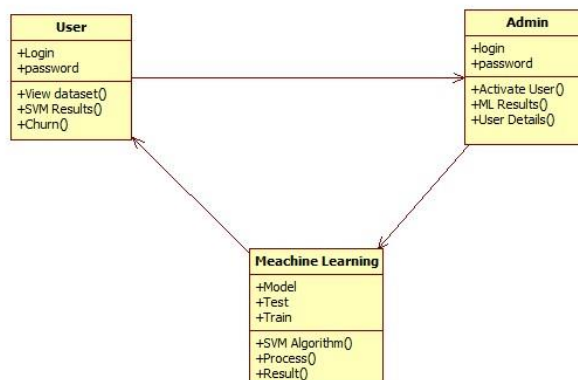 User
+Login
+password
+View dataset()
+SVM Results()
+Churn()
Admin
+login
+password
+Activate User()
+ML Results()
+User Details()
Meachine Learning
+Model
+Test
+Train
+SVM Algorithm()
+Process()
+Result()